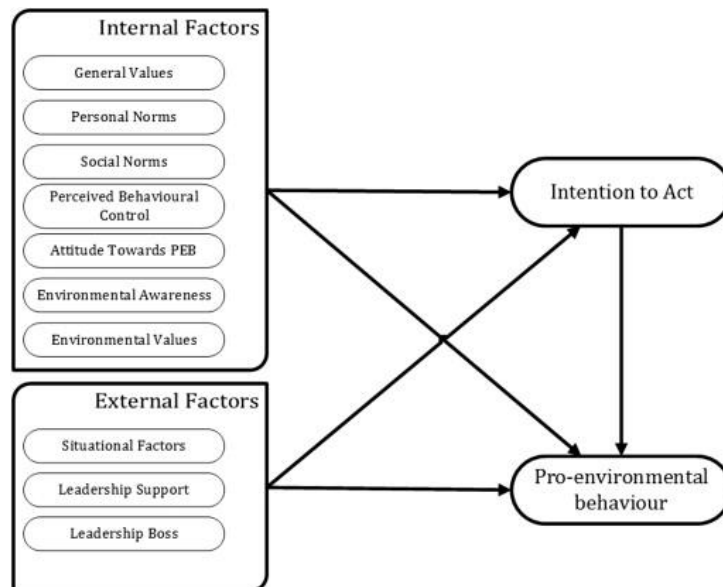 Internal Factors
General Values
Personal Norms
Social Norms
Perceived Behavioural
Control
Attitude Towards PEB
Environmental Awareness
Environmental Values
External Factors
Situational Factors
Leadership Support
Leadership Boss
Intention to Act
Pro-environmental
behaviour